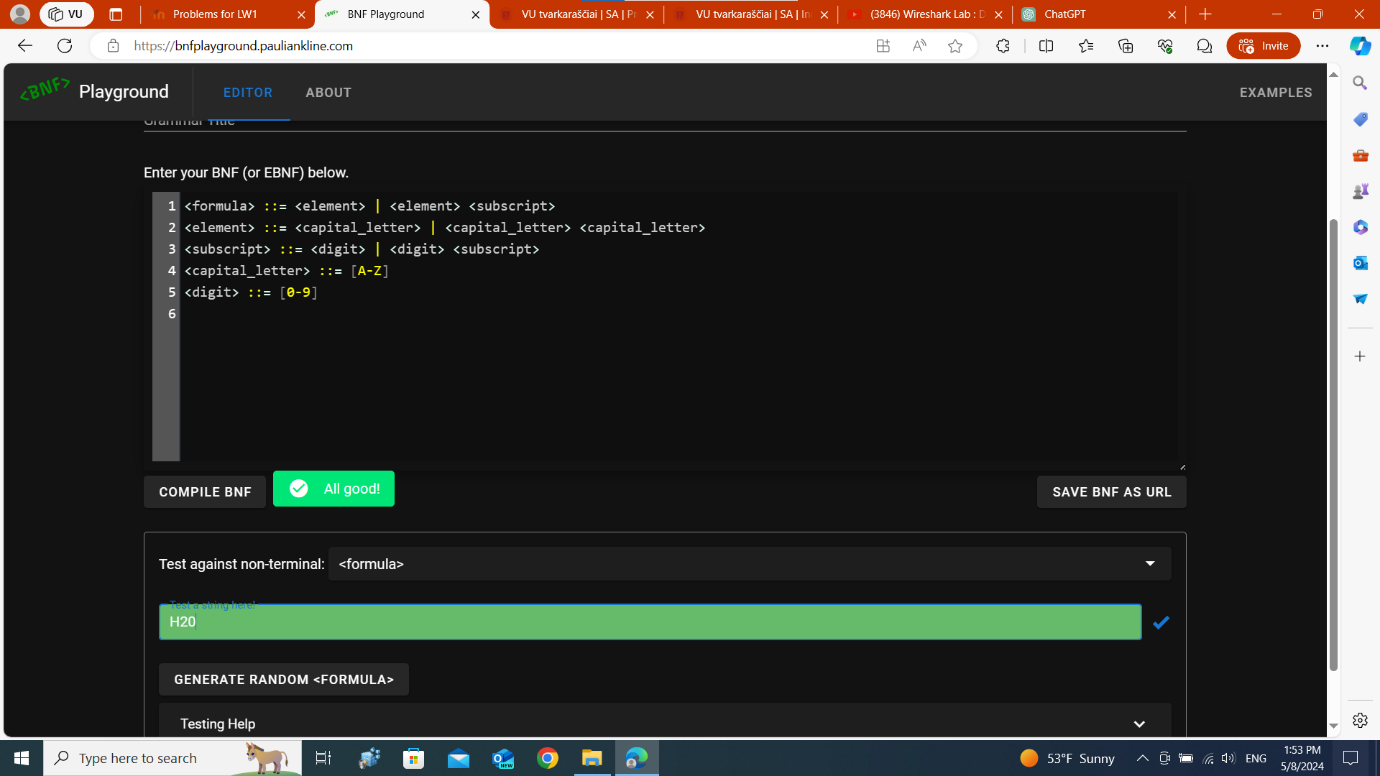 VU
Problems for LW1
BNF Playground
VU tvarkaraščiai | SA | Pr
VU tvarkaraščiai | SA | In
(3846) Wireshark Lab : D
ChatGPT
https://bnfplayground.pauliankline.com
Invite
<BNF> Playground
EDITOR
ABOUT
EXAMPLES
Grammar Title
Enter your BNF (or EBNF) below.
1 <formula> ::= <element> | <element> <subscript>
2 <element> ::= <capital_letter> | <capital_letter> <capital_letter>
3 <subscript> ::= <digit> | <digit> <subscript>
4 <capital_letter> ::= [A-Z]
5 <digit> ::= [0-9]
6
COMPILE BNF
All good!
SAVE BNF AS URL
Test against non-terminal: <formula>
Test a string here!
H20
GENERATE RANDOM <FORMULA>
Testing Help
Type here to search
53°F Sunny
ENG
1:53 PM
5/8/2024